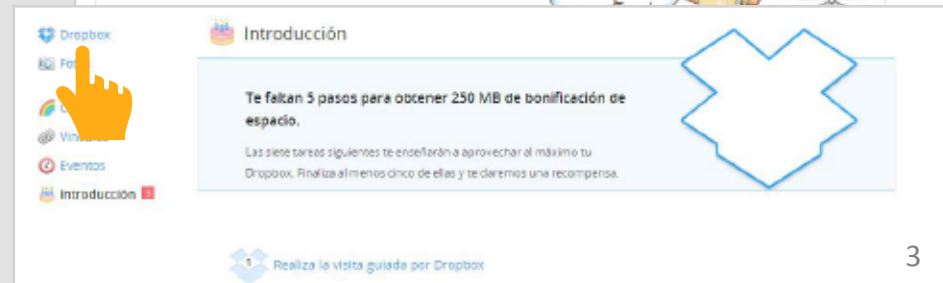 Dropbox
Eventos
Introducción 5
Introducción
Te faltan 5 pasos para obtener 250 MB de bonificación de
espacio.
Las siete tareas siguientes te enseñarán a aprovechar al máximo tu
Dropbox. Finaliza al menos cinco de ellas y te daremos una recompensa.
Realiza la visita guiada por Dropbox
3